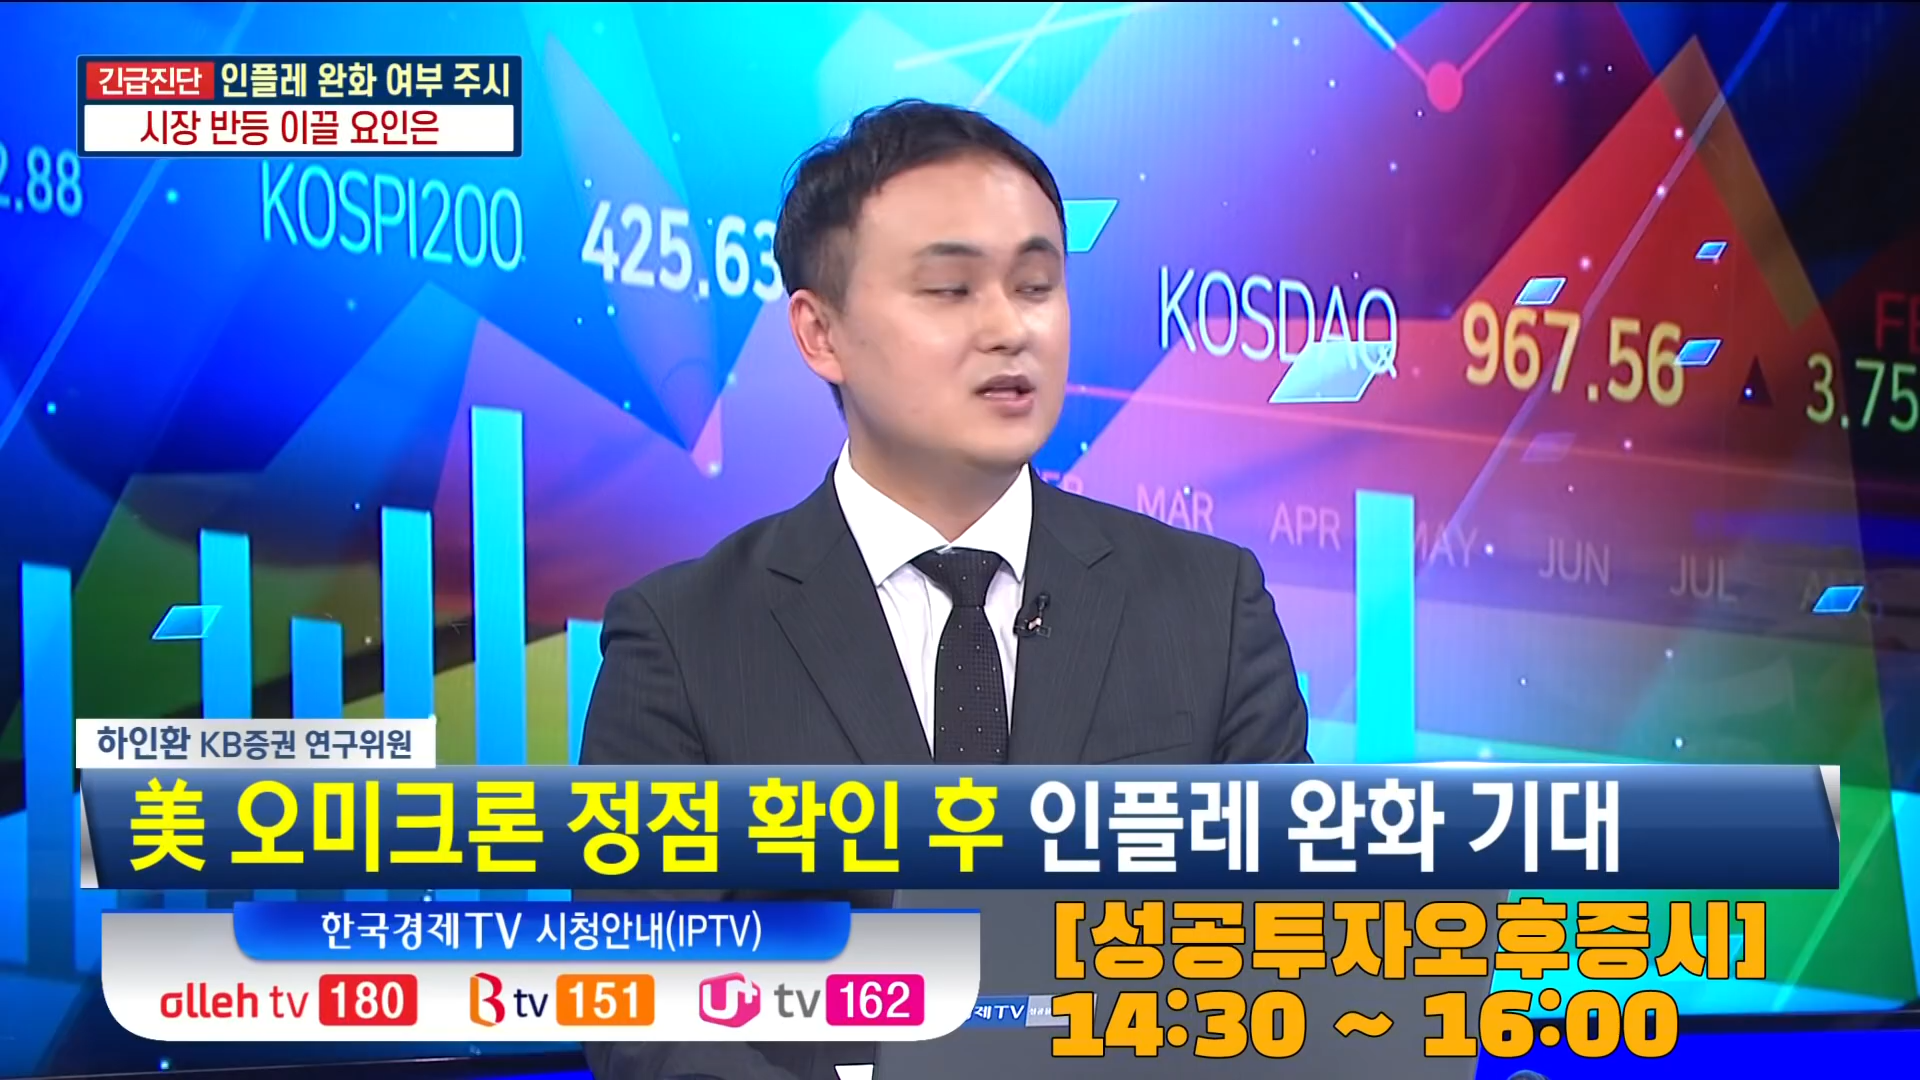 긴급진단 인플레 완화 여부 주시
시장 반등 이끌 요인은
2.88
KOSPI200 425.63
KOSDAQ 967.56 ▲ 3.75
MAR APR MAY JUN JUL
하인환 KB증권 연구위원
美 오미크론 정점 확인 후 인플레 완화 기대
한국경제TV 시청안내(IPTV)
olleh tv 180 B tv 151 U+ tv 162
[성공투자오후증시]
14:30 ~ 16:00